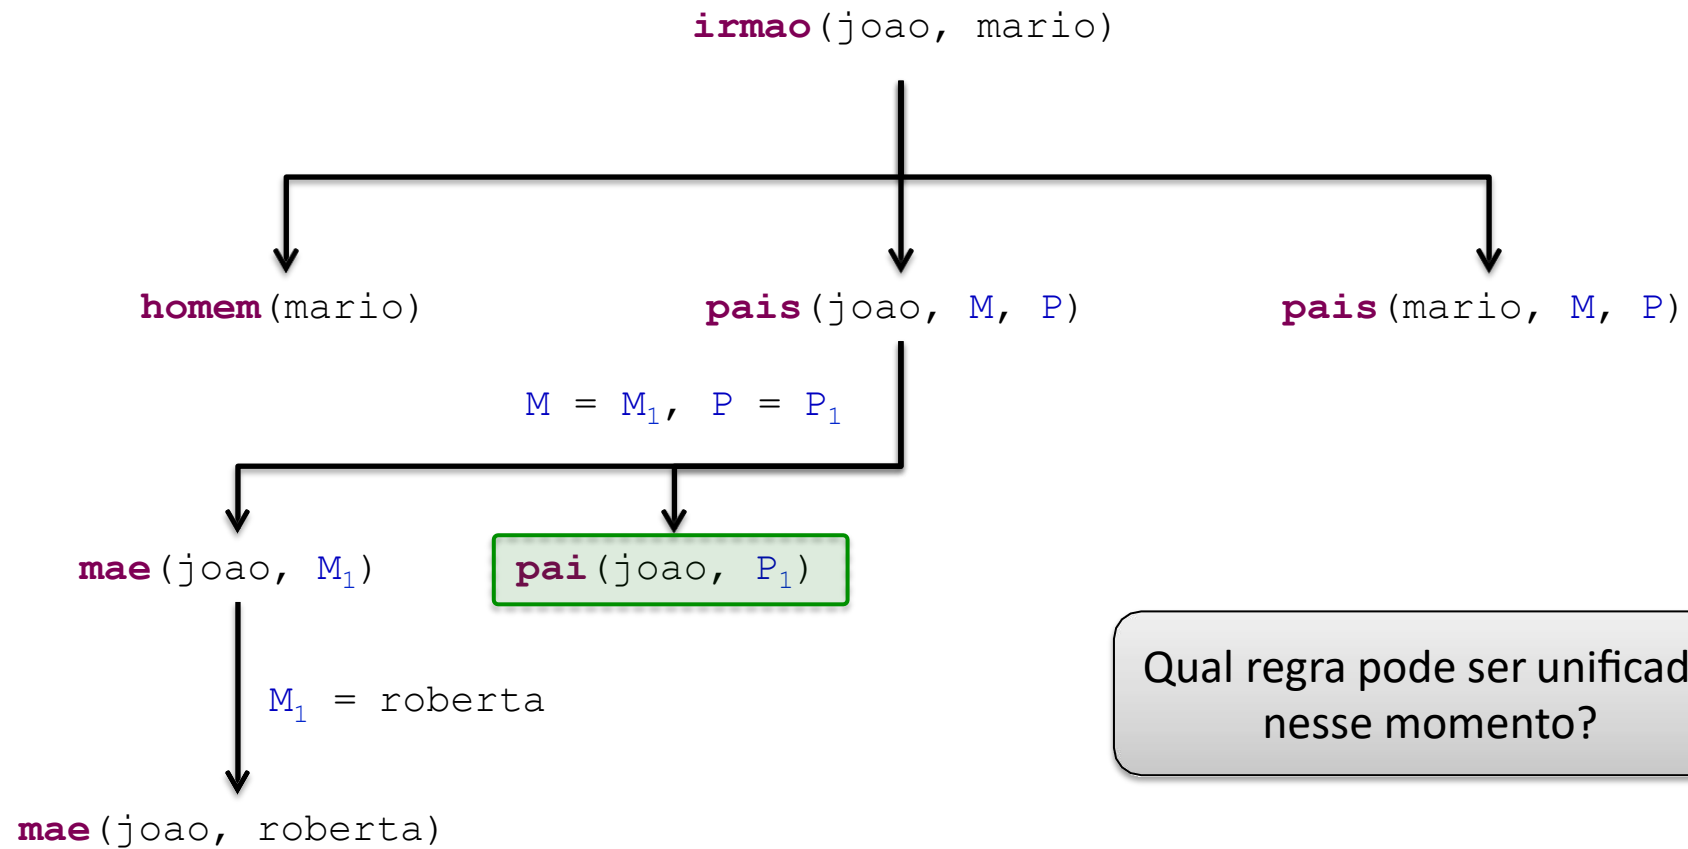 irmao(joao, mario)
homem(mario)
pais(joao, M, P)
pais(mario, M, P)
M = M₁, P = P₁
mae(joao, M₁)
pai(joao, P₁)
M₁ = roberta
Qual regra pode ser unificad
nesse momento?
mae(joao, roberta)